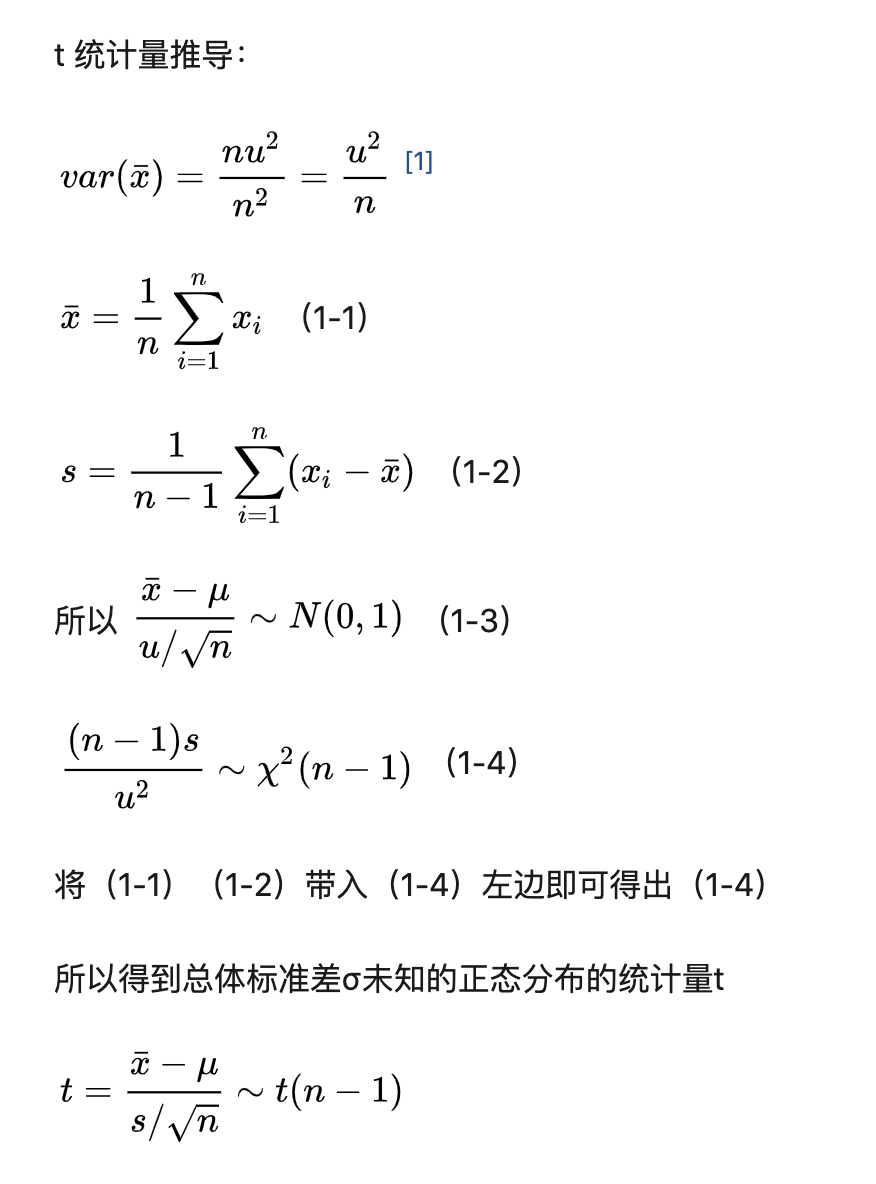 t 统计量推导：
$var(\bar{x}) = \frac{nu^2}{n^2} = \frac{u^2}{n}$ [1]
$\bar{x} = \frac{1}{n} \sum_{i=1}^{n} x_i$ （1-1）
$s = \frac{1}{n-1} \sum_{i=1}^{n} (x_i - \bar{x})$ （1-2）
所以 $\frac{\bar{x} - \mu}{u/\sqrt{n}} \sim N(0, 1)$ （1-3）
$\frac{(n-1)s}{u^2} \sim \chi^2(n-1)$ （1-4）
将（1-1）（1-2）带入（1-4）左边即可得出（1-4）
所以得到总体标准差σ未知的正态分布的统计量t
$t = \frac{\bar{x} - \mu}{s/\sqrt{n}} \sim t(n-1)$